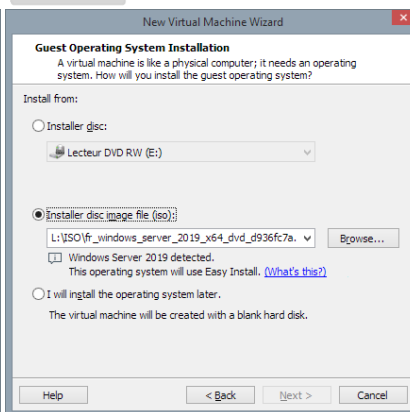 New Virtual Machine Wizard
Guest Operating System Installation
A virtual machine is like a physical computer; it needs an operating
system. How will you install the guest operating system?
Install from:
Installer disc:
Lecteur DVD RW (E:)
Installer disc image file (iso):
L:\ISO\fr_windows_server_2019_x64_dvd_d936fc7a.
Browse...
Windows Server 2019 detected.
This operating system will use Easy Install. (What's this?)
I will install the operating system later.
The virtual machine will be created with a blank hard disk.
Help
< Back
Next >
Cancel